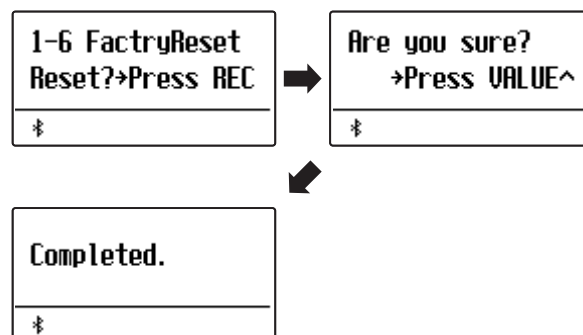 1-6 FactryReset
Reset?→Press REC
Are you sure?
→Press VALUE^
Completed.